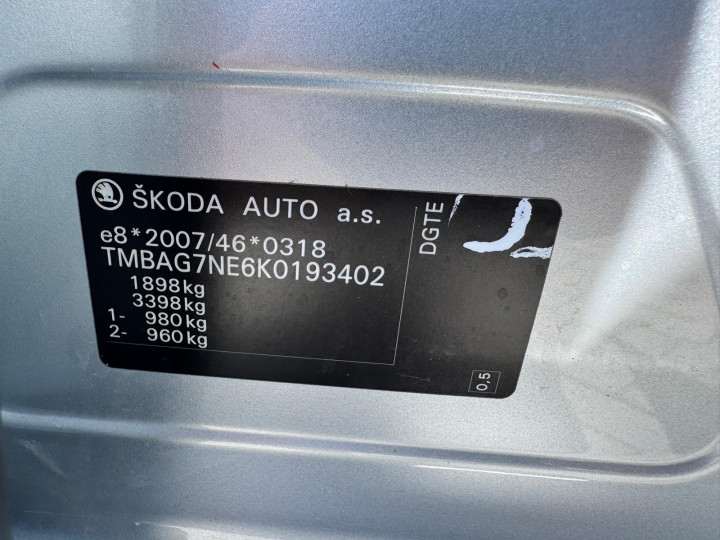 ŠKODA AUTO a.s.
e8*2007/46*0318
TMBAG7NE6K0193402
1898kg
3398kg
1- 980kg
2- 960kg
DGTE
0,5